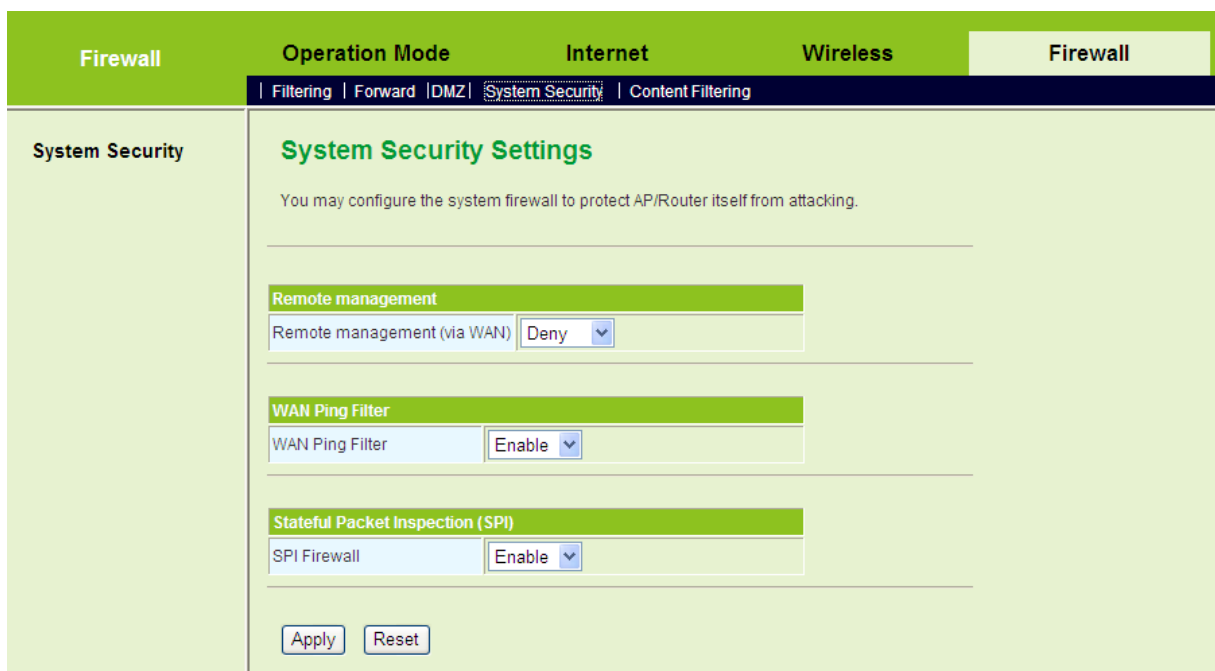 Firewall
Operation Mode Internet Wireless Firewall
| Filtering | Forward |DMZ| System Security | Content Filtering
System Security
System Security Settings
You may configure the system firewall to protect AP/Router itself from attacking.
Remote management
Remote management (via WAN) Deny
WAN Ping Filter
WAN Ping Filter Enable
Stateful Packet Inspection (SPI)
SPI Firewall Enable
Apply Reset